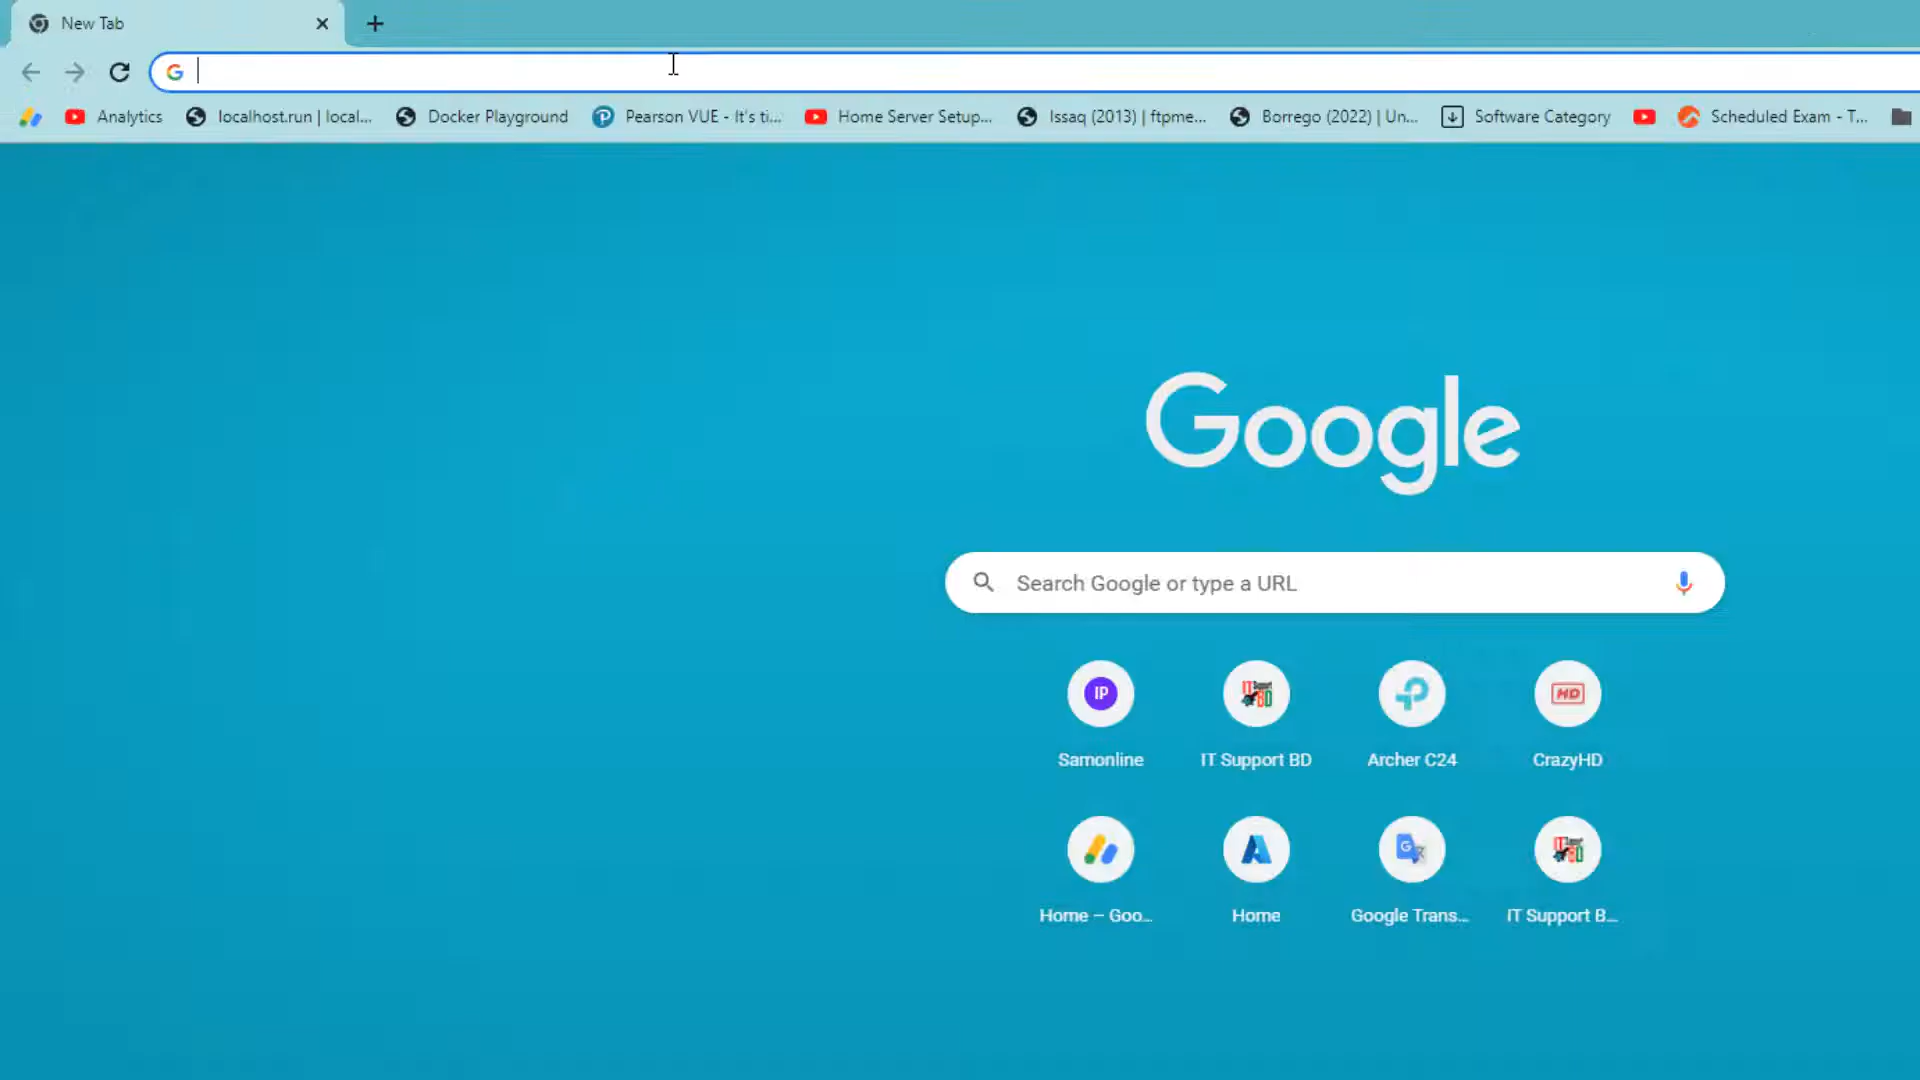 New Tab
Analytics localhost.run | local... Docker Playground Pearson VUE - It's ti... Home Server Setup... Issaq (2013) | ftpme... Borrego (2022) | Un... Software Category Scheduled Exam - T...
Google
Search Google or type a URL
IP HD
Samonline IT Support BD Archer C24 CrazyHD
Home – Goo... Home Google Trans... IT Support B...